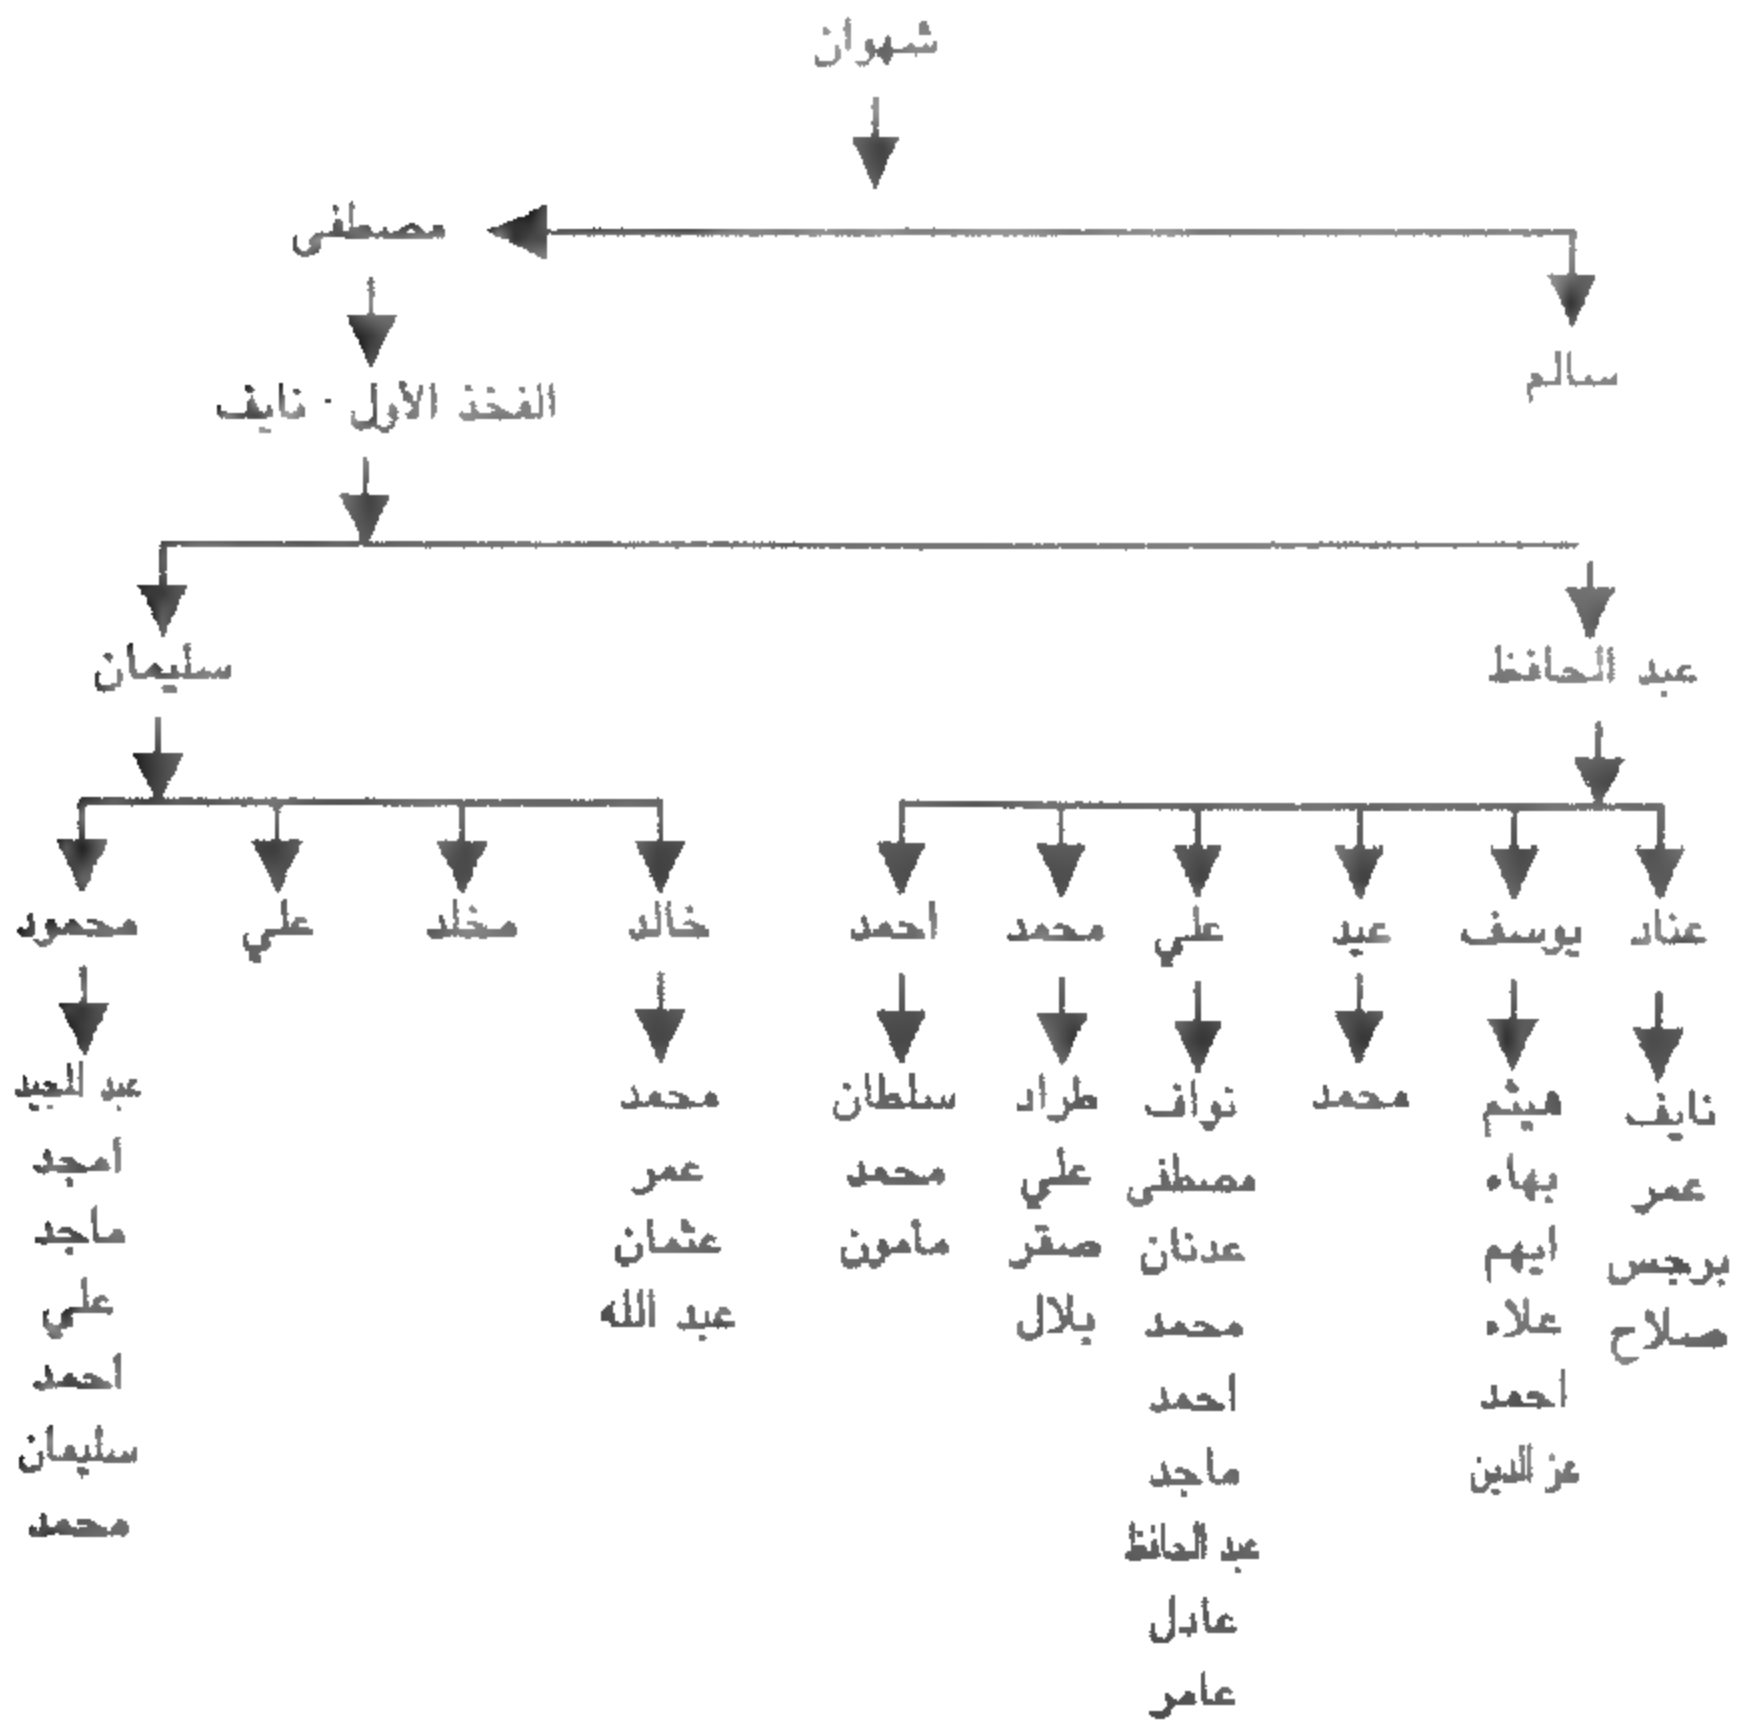 شهوان
مصطفى
سالم
الفخذ الأول - نايف
سليمان
عبد الحافظ
عناد يوسف عيد علي محمد احمد خالد مخلد علي محمود
نايف
عمر
برجس
صلاح
هيثم
بهاء
ايهم
علاء
احمد
عز الدين
محمد
نواف
مصطفى
عدنان
محمد
احمد
ماجد
عبد الحافظ
عادل
عامر
طراد
علي
صقر
بلال
سلطان
محمد
مأمون
محمد
عمر
عثمان
عبد الله
عبد المجيد
أمجد
ماجد
علي
احمد
سليمان
محمد